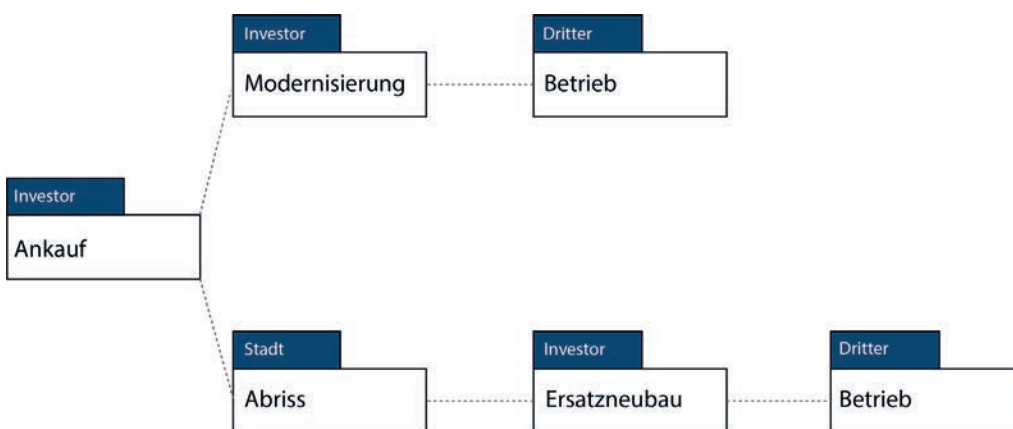 Investor
Modernisierung
Dritter
Betrieb
Investor
Ankauf
Stadt
Abriss
Investor
Ersatzneubau
Dritter
Betrieb